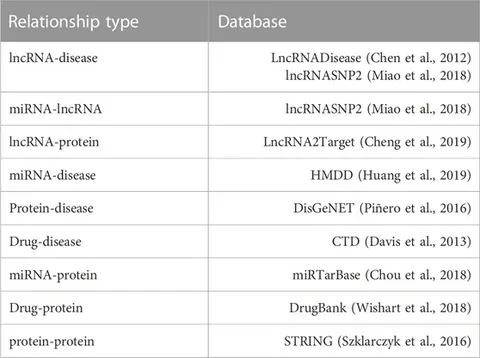 Relationship type Database
lncRNA-disease LncRNADisease (Chen et al., 2012)
lncRNASNP2 (Miao et al., 2018)
miRNA-lncRNA lncRNASNP2 (Miao et al., 2018)
lncRNA-protein LncRNA2Target (Cheng et al., 2019)
miRNA-disease HMDD (Huang et al., 2019)
Protein-disease DisGeNET (Piñero et al., 2016)
Drug-disease CTD (Davis et al., 2013)
miRNA-protein miRTarBase (Chou et al., 2018)
Drug-protein DrugBank (Wishart et al., 2018)
protein-protein STRING (Szklarczyk et al., 2016)